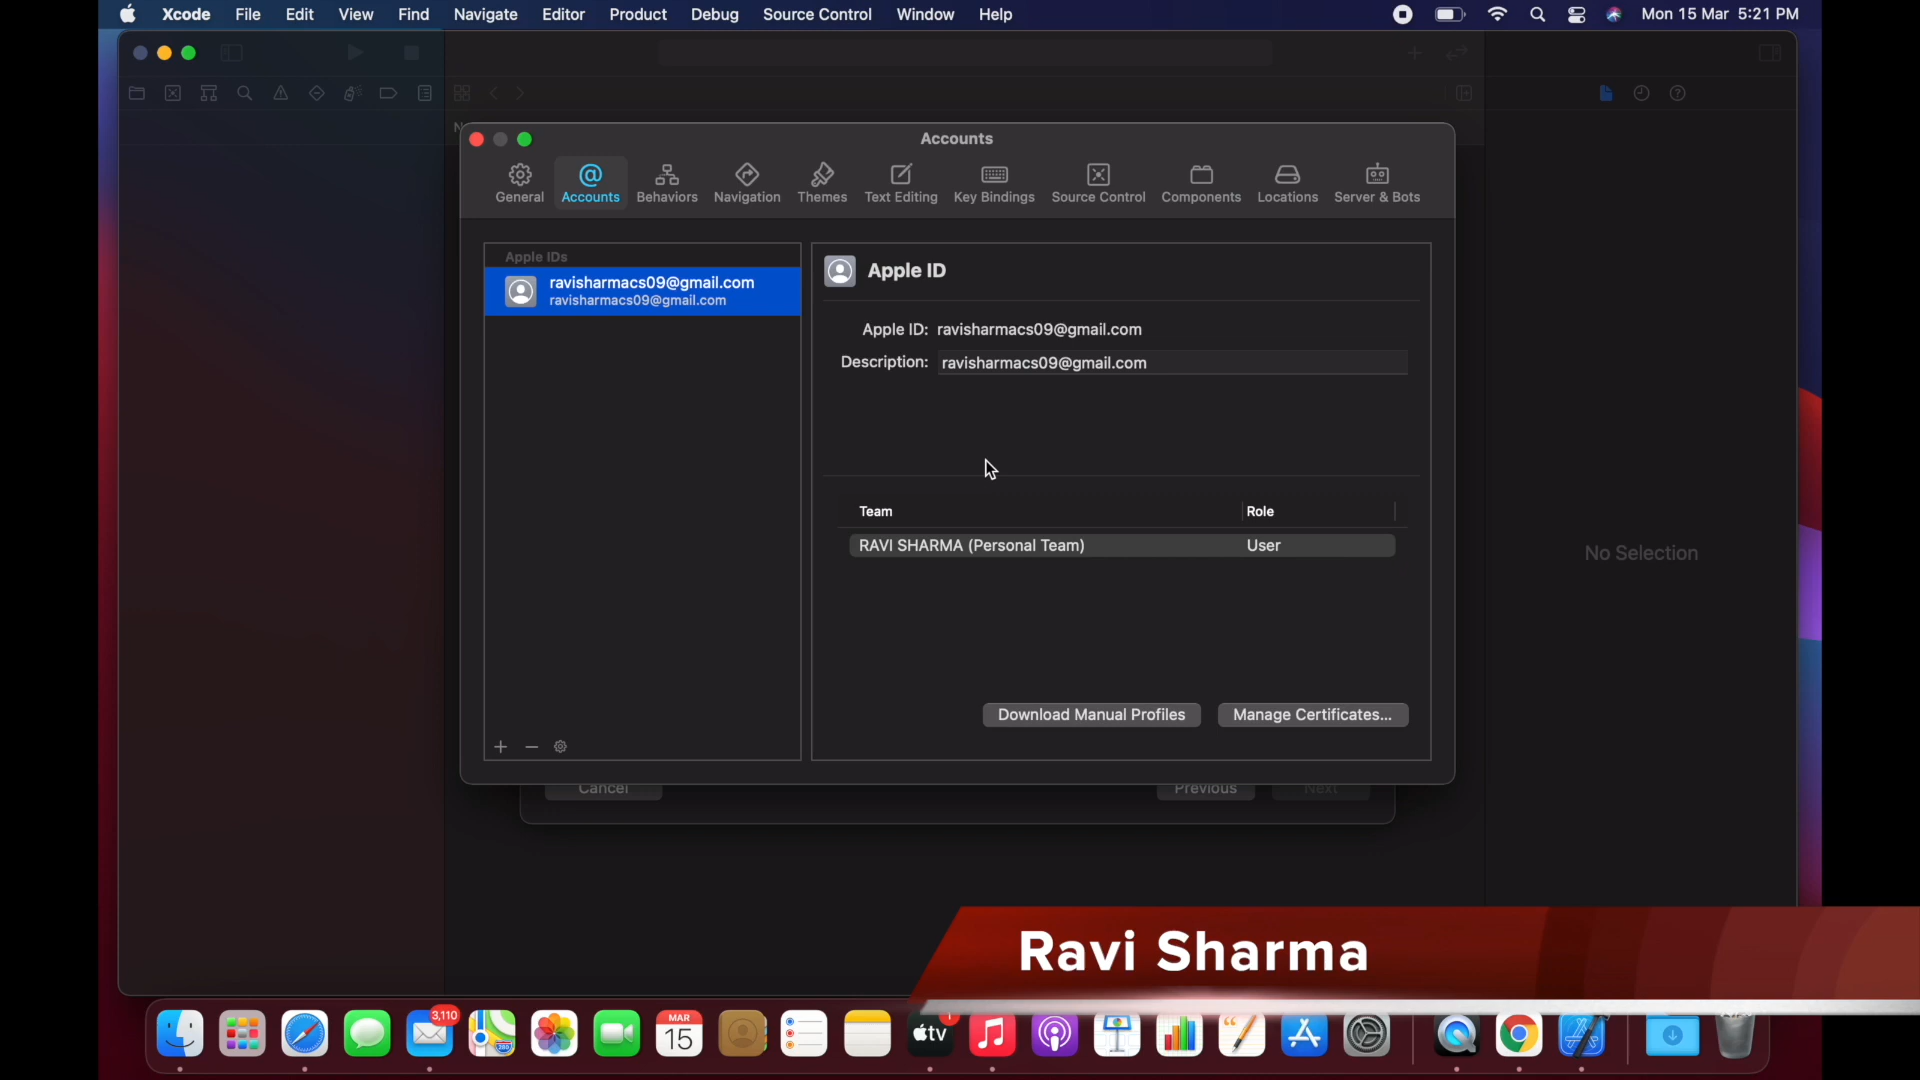 Xcode File Edit View Find Navigate Editor Product Debug Source Control Window Help Mon 15 Mar 5:21 PM
Accounts
General Accounts Behaviors Navigation Themes Text Editing Key Bindings Source Control Components Locations Server & Bots
Apple IDs
ravisharmacs09@gmail.com
ravisharmacs09@gmail.com
Apple ID
Apple ID: ravisharmacs09@gmail.com
Description: ravisharmacs09@gmail.com
Team Role
RAVI SHARMA (Personal Team) User
No Selection
Download Manual Profiles Manage Certificates...
Cancel Previous Next
Ravi Sharma
3,110
MAR
15
tv